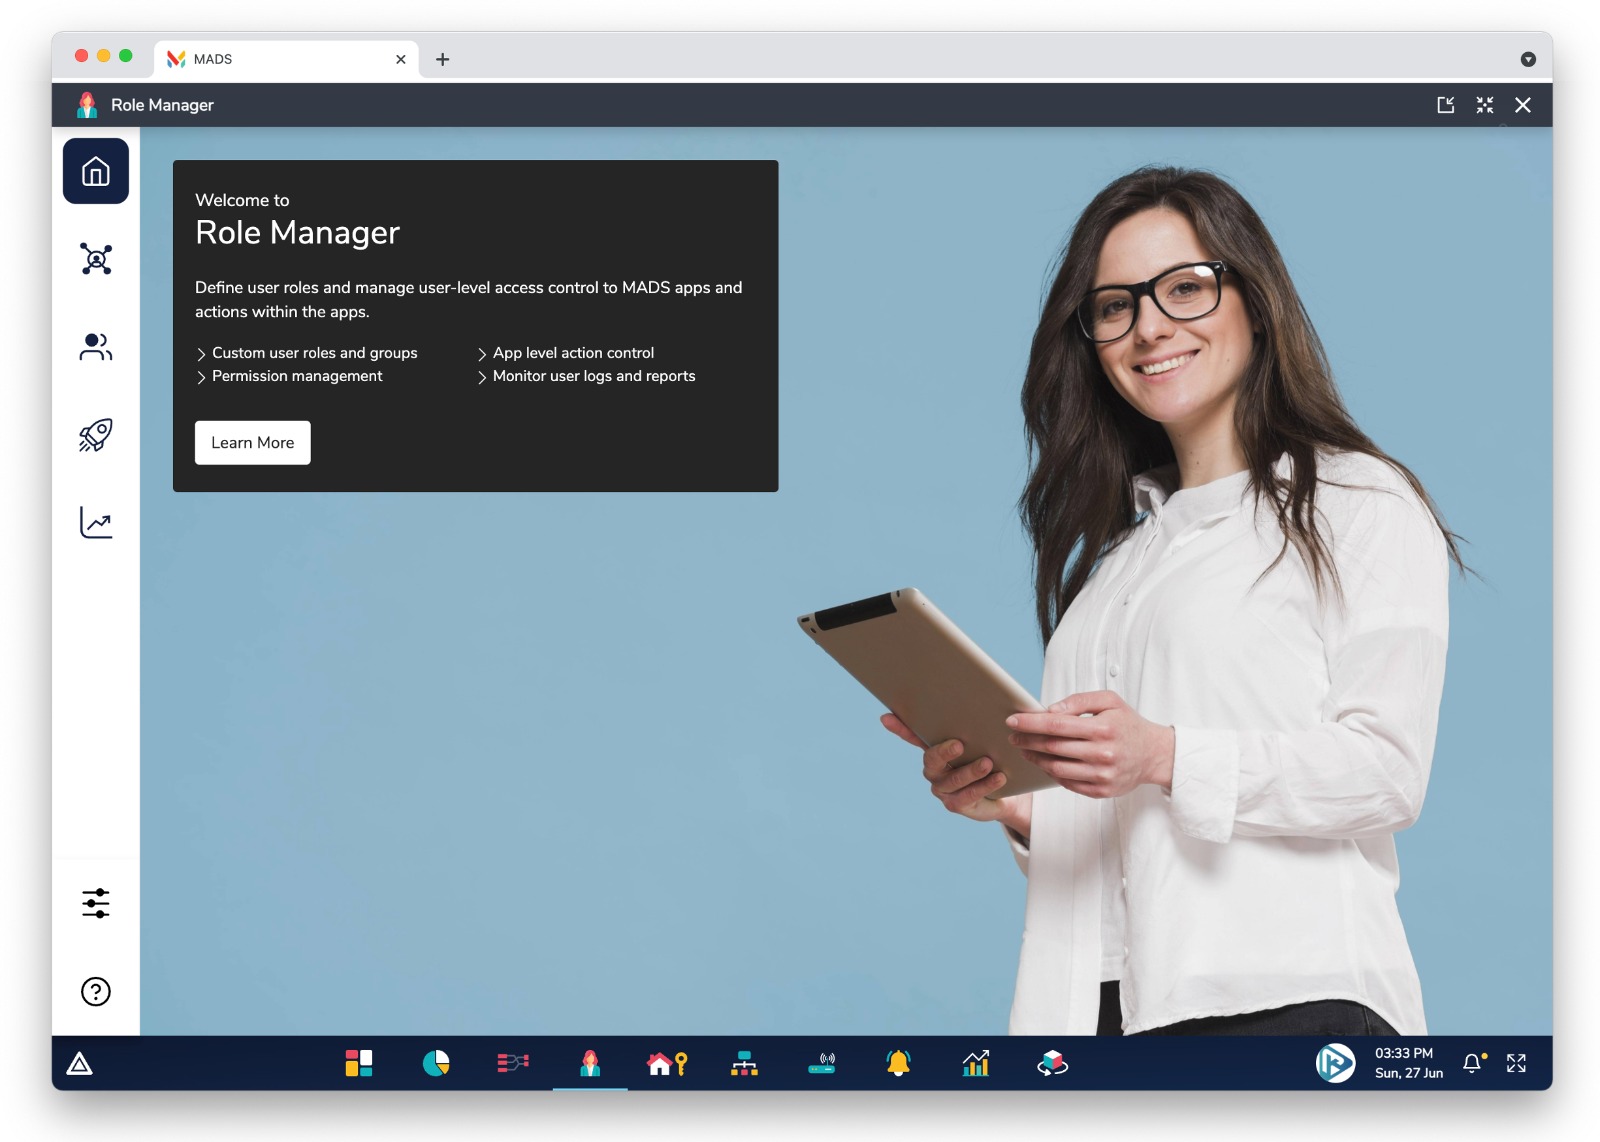 MADS
Role Manager
Welcome to
Role Manager
Define user roles and manage user-level access control to MADS apps and
actions within the apps.
Custom user roles and groups
App level action control
Permission management
Monitor user logs and reports
Learn More
03:33 PM
Sun, 27 Jun